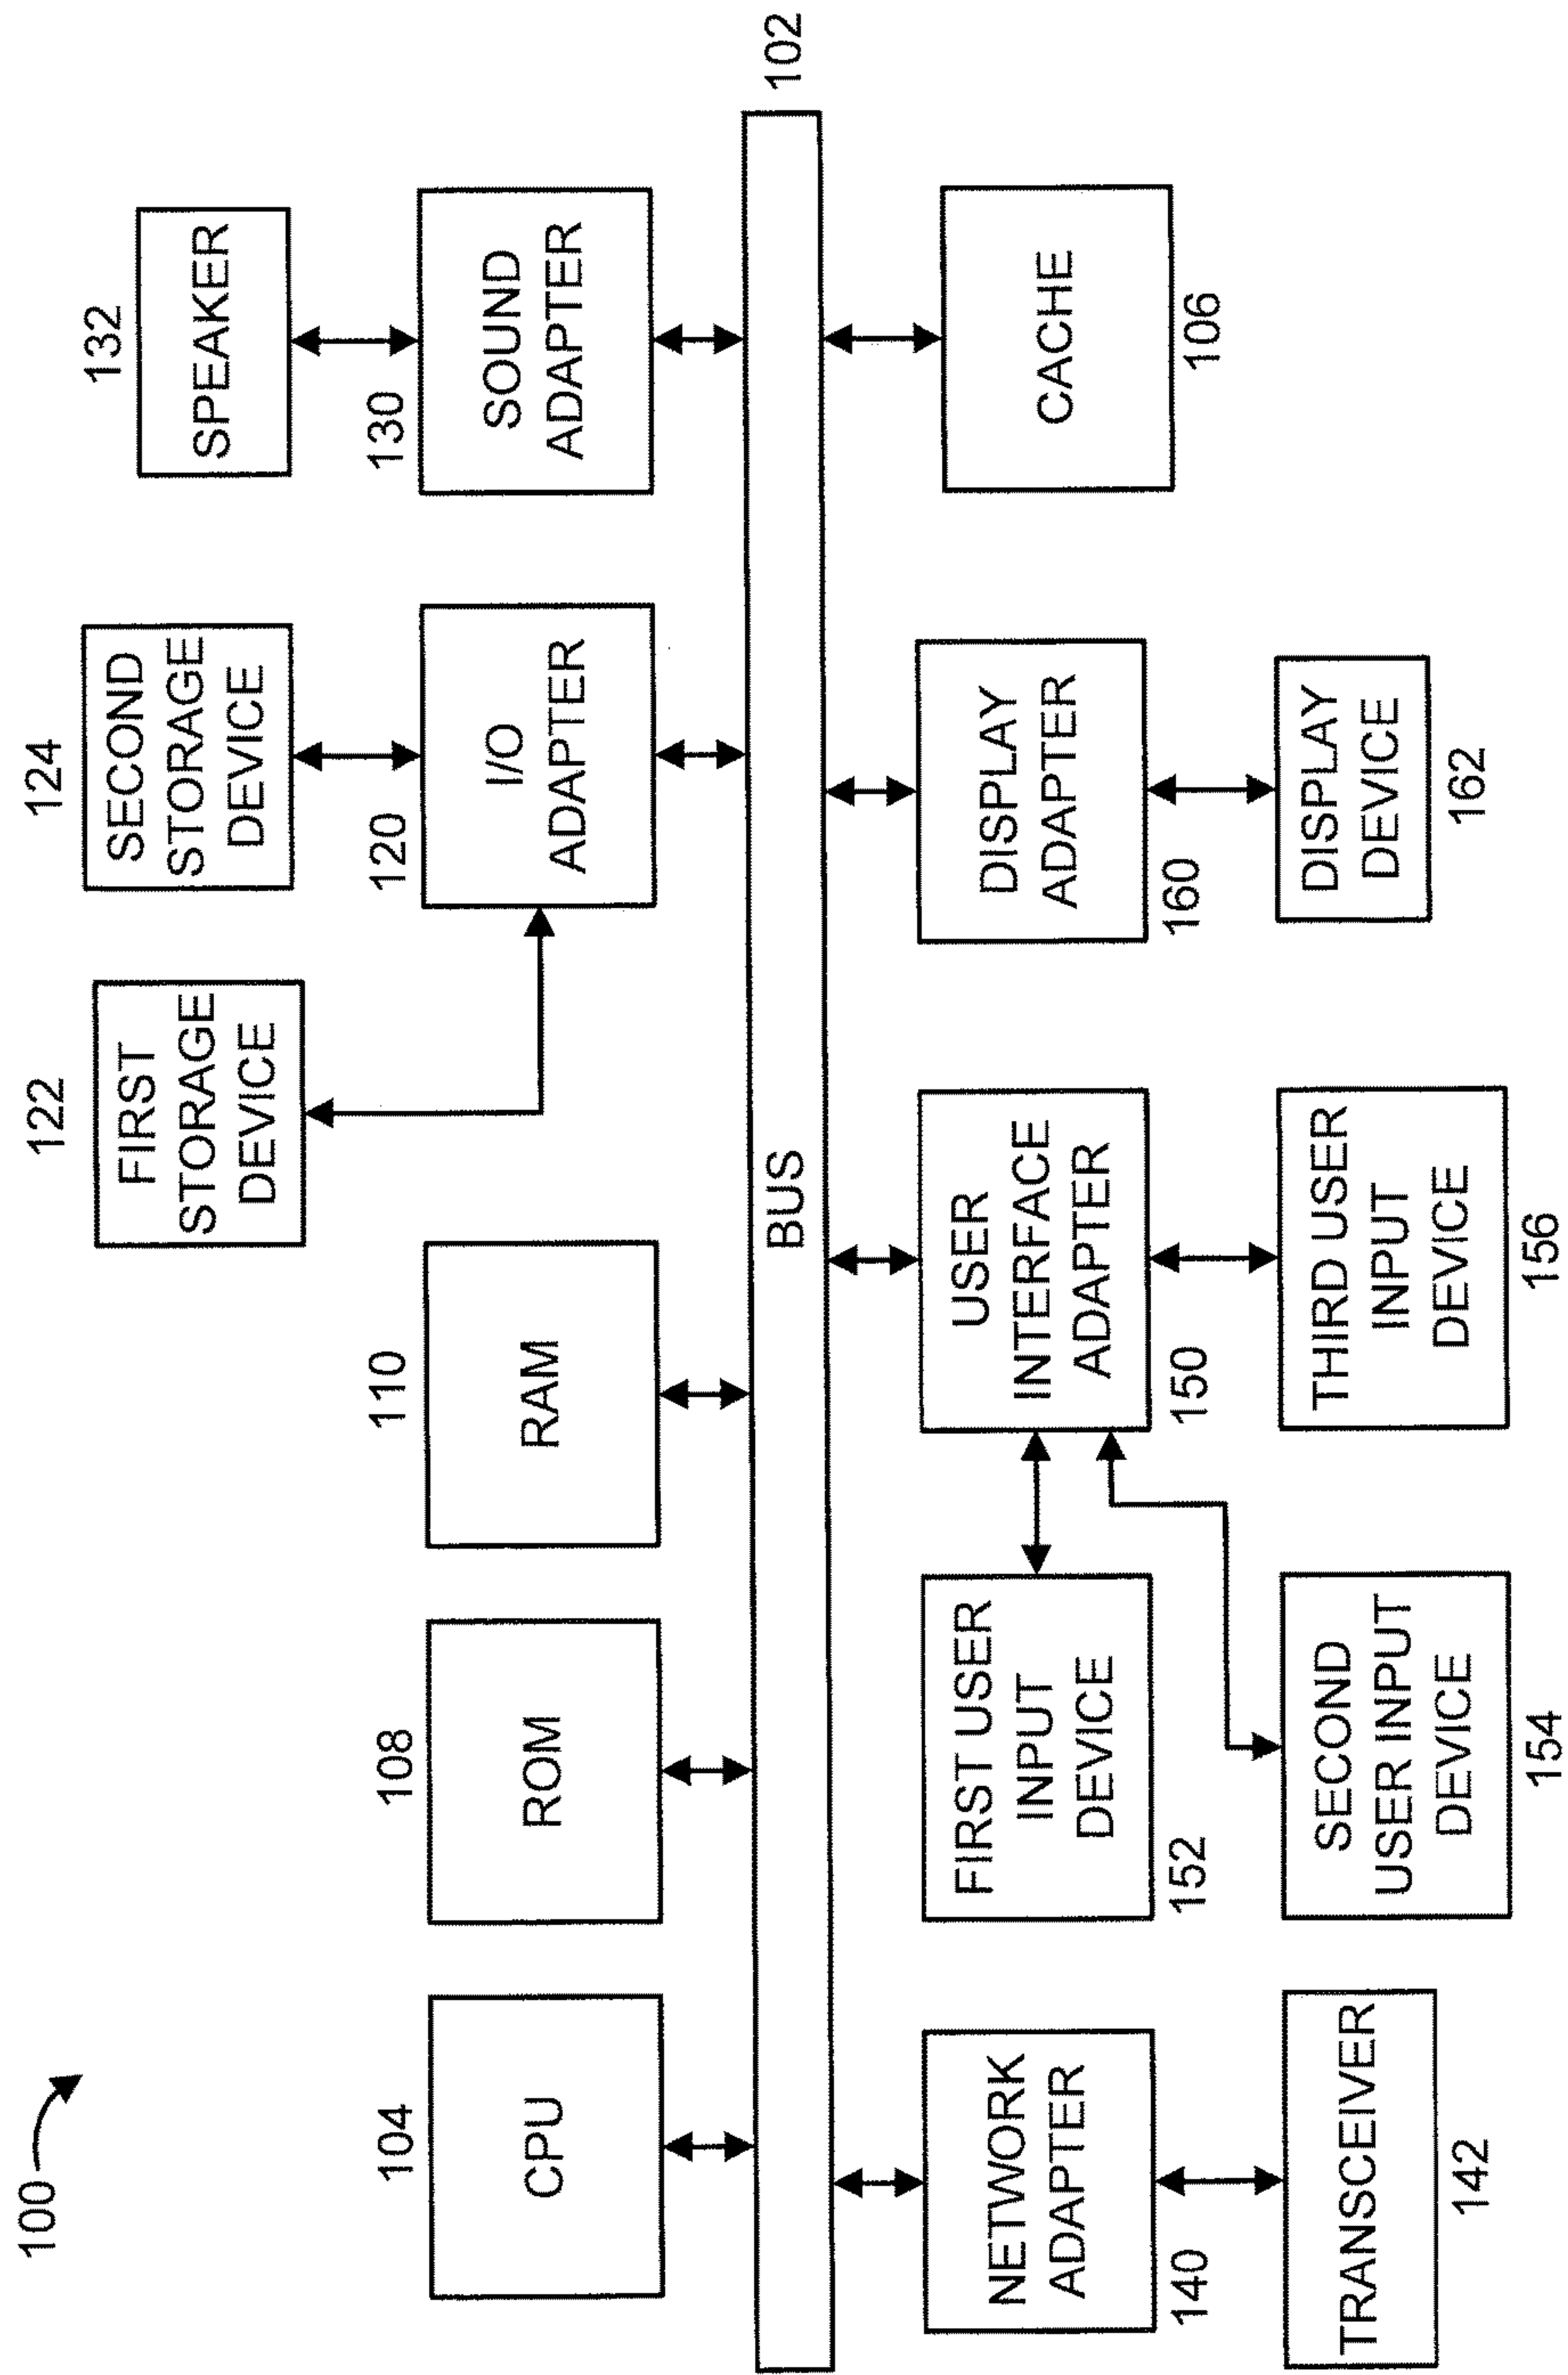 100
104
CPU
108
ROM
110
RAM
122
FIRST
STORAGE
DEVICE
124
SECOND
STORAGE
DEVICE
120
I/O
ADAPTER
132
SPEAKER
130
SOUND
ADAPTER
BUS
102
NETWORK
ADAPTER
140
TRANSCEIVER
142
FIRST USER
INPUT
DEVICE
152
SECOND
USER INPUT
DEVICE
154
USER
INTERFACE
ADAPTER
150
THIRD USER
INPUT
DEVICE
156
DISPLAY
ADAPTER
160
DISPLAY
DEVICE
162
CACHE
106